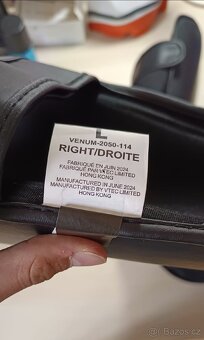 L
VENUM-2050-114
RIGHT/DROITE
FABRIQUÉ EN JUIN 2024
FABRIQUÉ PAR VTEC LIMITED
HONG KONG
MANUFACTURED IN JUNE 2024
MANUFACTURED BY VTEC LIMITED
HONG KONG
Bazos.cz